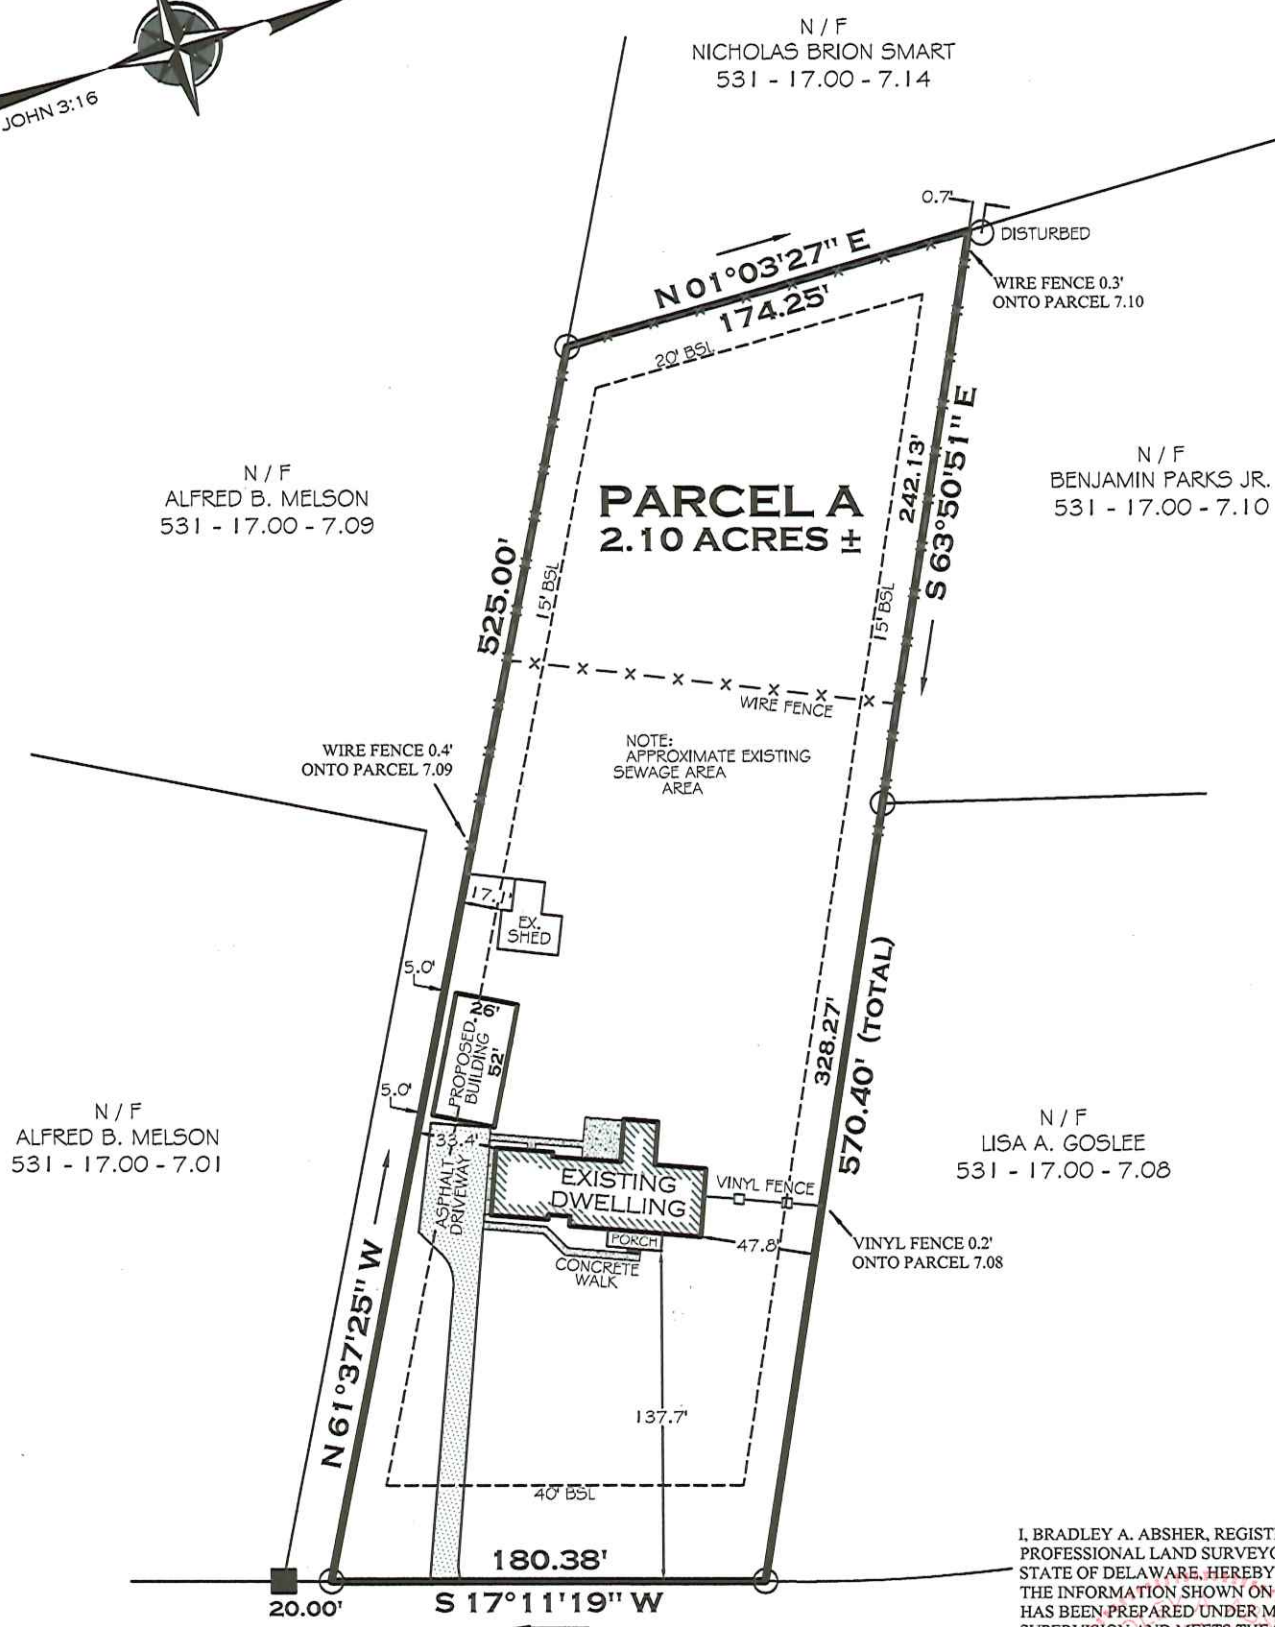 JOHN 3:16
N / F
NICHOLAS BRION SMART
531 - 17.00 - 7.14
0.7'
DISTURBED
N 01°03'27" E
174.25'
WIRE FENCE 0.3'
ONTO PARCEL 7.10
20' BSL
N / F
ALFRED B. MELSON
531 - 17.00 - 7.09
PARCEL A
2.10 ACRES ±
242.13'
S 63°50'51" E
N / F
BENJAMIN PARKS JR.
531 - 17.00 - 7.10
525.00'
15' BSL
15' BSL
WIRE FENCE
NOTE:
APPROXIMATE EXISTING
SEWAGE AREA
AREA
WIRE FENCE 0.4'
ONTO PARCEL 7.09
17.1'
EX.
SHED
5.0'
26'
PROPOSED
BUILDING
52'
5.0'
328.27'
570.40' (TOTAL)
N / F
ALFRED B. MELSON
531 - 17.00 - 7.01
33.4'
ASPHALT
DRIVEWAY
EXISTING
DWELLING
VINYL FENCE
N / F
LISA A. GOSLEE
531 - 17.00 - 7.08
PORCH
47.8'
VINYL FENCE 0.2'
ONTO PARCEL 7.08
CONCRETE
WALK
N 61°37'25" W
137.7'
40' BSL
180.38'
S 17°11'19" W
20.00'
I, BRADLEY A. ABSHER, REGIST
PROFESSIONAL LAND SURVEYO
STATE OF DELAWARE, HEREBY
THE INFORMATION SHOWN ON
HAS BEEN PREPARED UNDER M